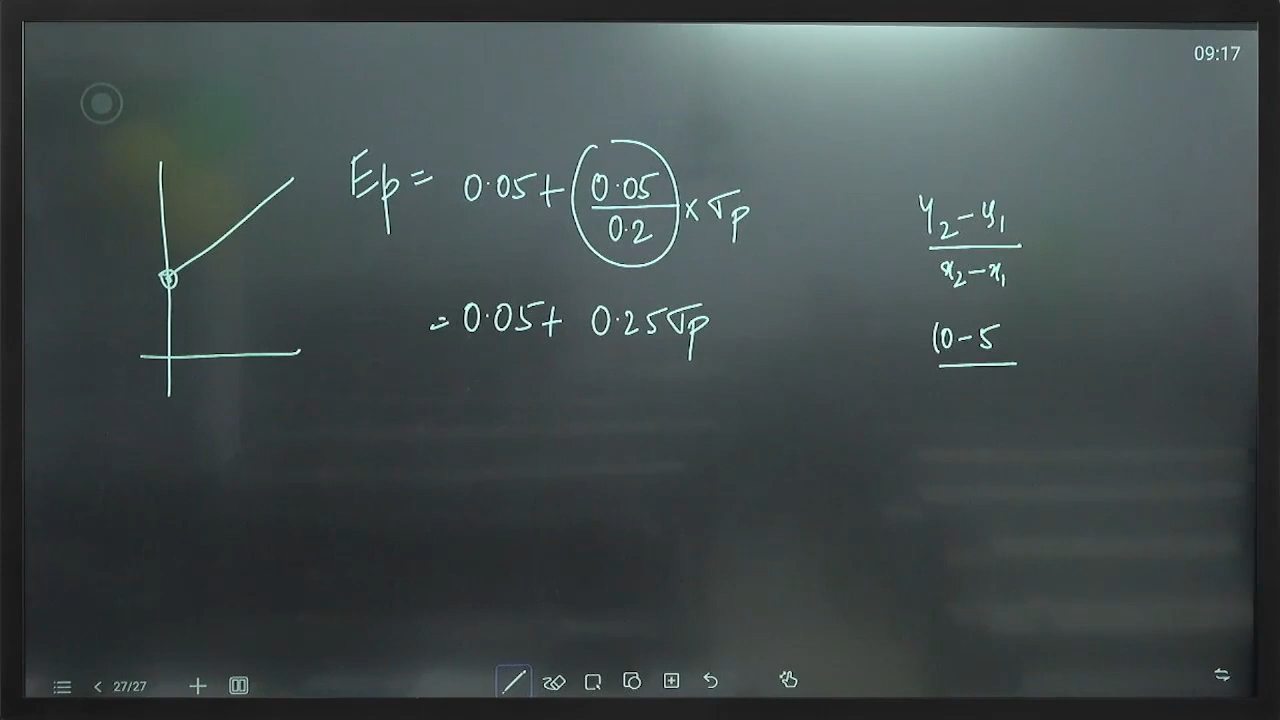 09:17
Ep = 0.05 + 0.05/0.2 × σp
= 0.05 + 0.25σp
y2 - y1
x2 - x1
10 - 5
27/27